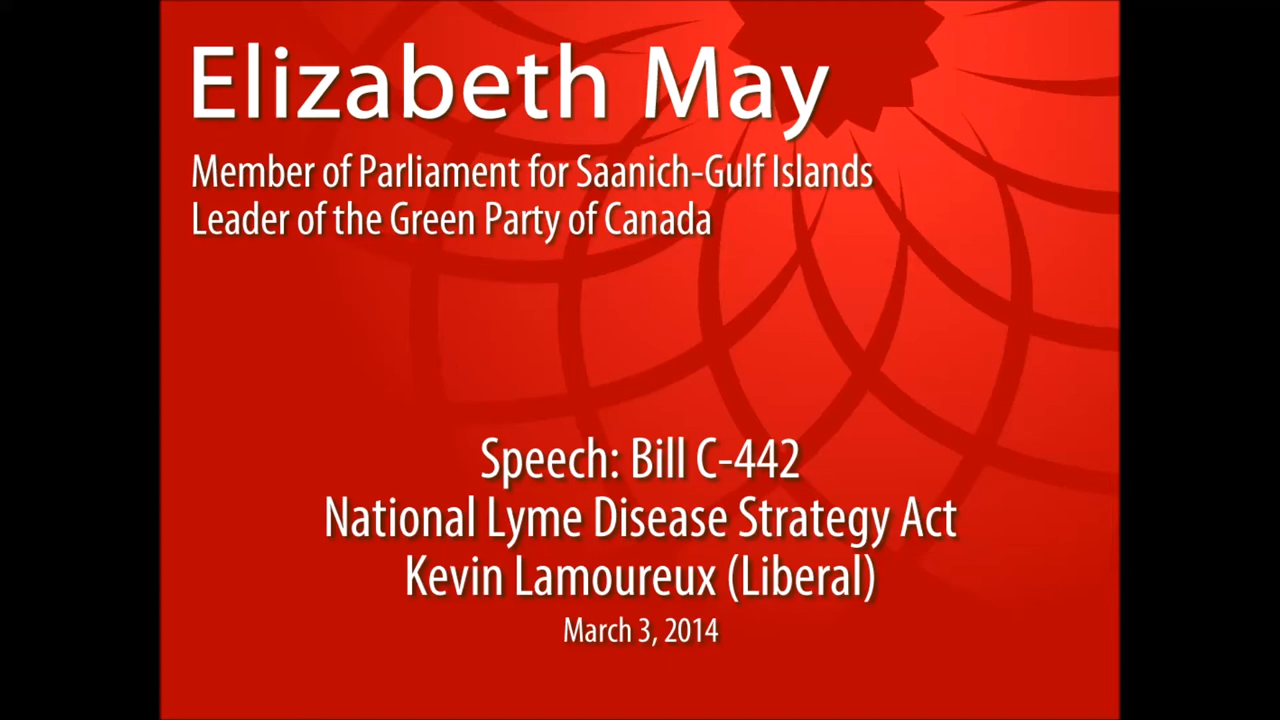 Elizabeth May
Member of Parliament for Saanich-Gulf Islands
Leader of the Green Party of Canada
Speech: Bill C-442
National Lyme Disease Strategy Act
Kevin Lamoureux (Liberal)
March 3, 2014